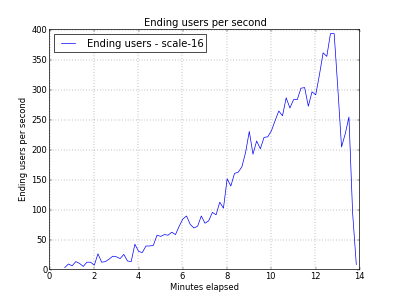 Ending users per second
Ending users - scale-16
Ending users per second
400
350
300
250
200
150
100
50
0
0 2 4 6 8 10 12 14
Minutes elapsed